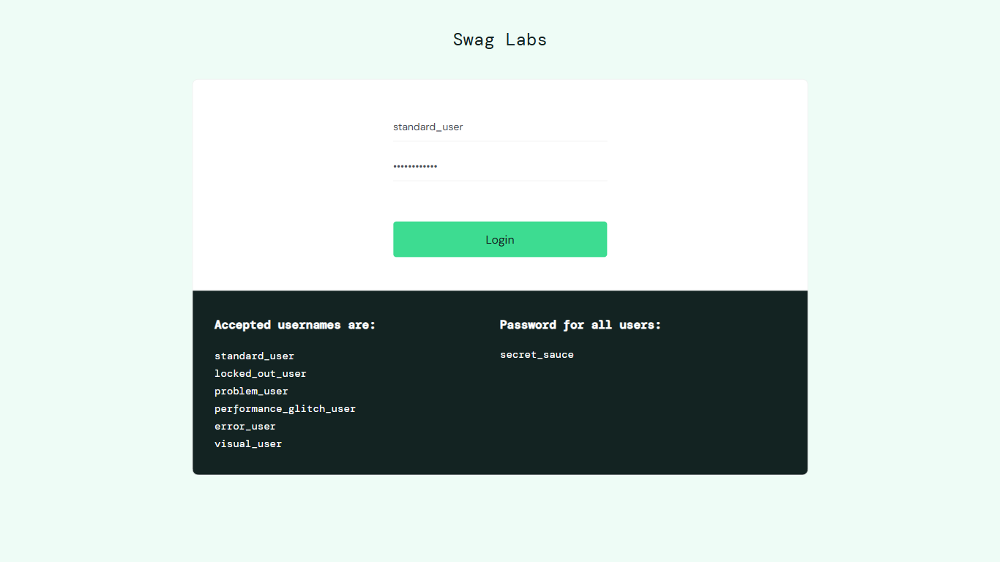 Swag Labs
standard_user
••••••••••••
Login
Accepted usernames are:
standard_user
locked_out_user
problem_user
performance_glitch_user
error_user
visual_user
Password for all users:
secret_sauce